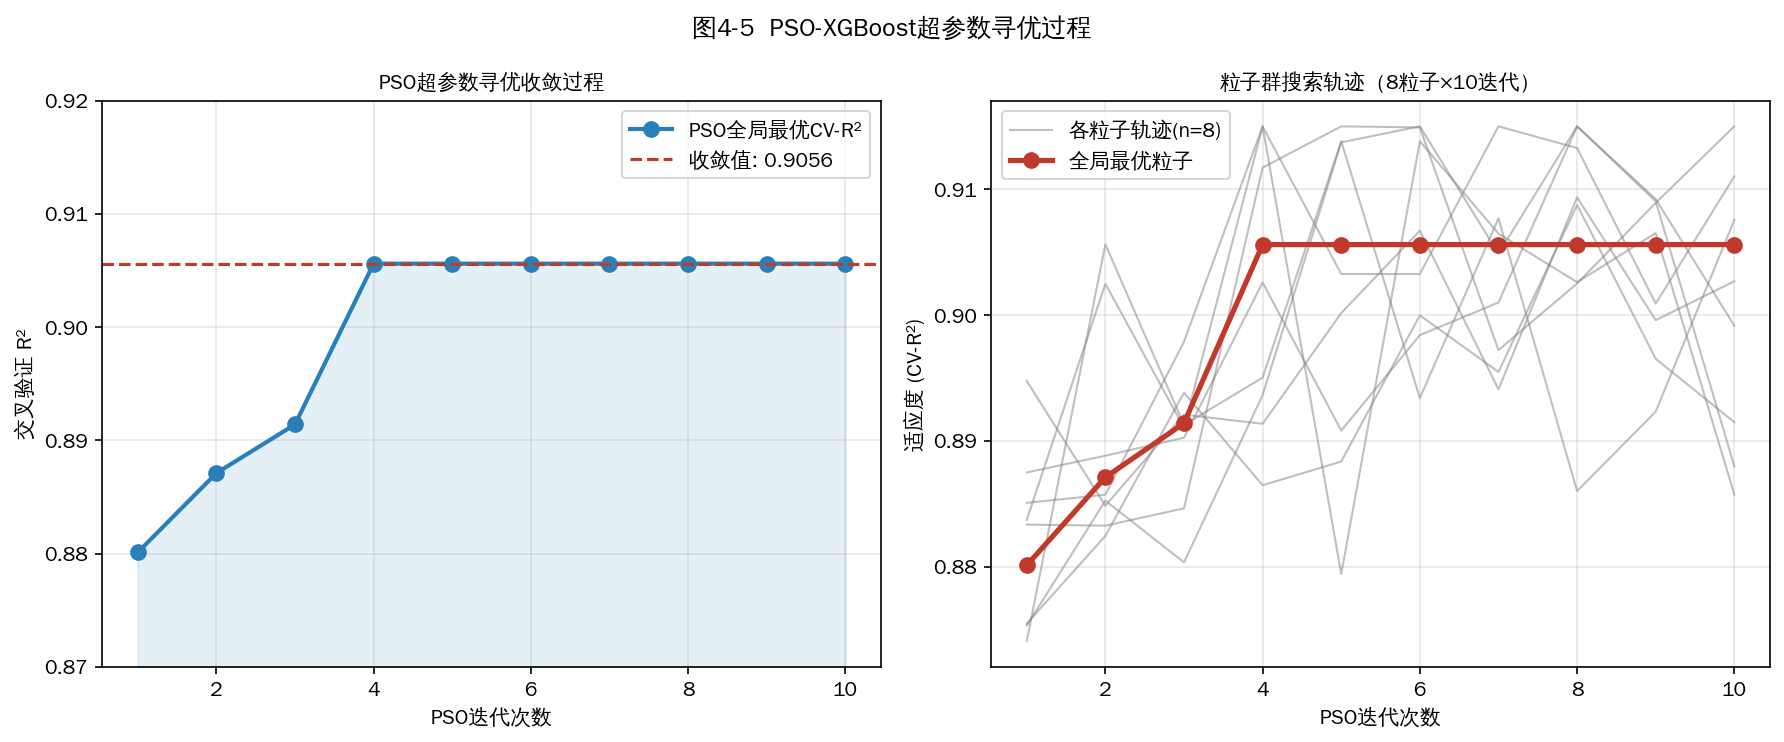 图4-5 PSO-XGBoost超参数寻优过程
PSO超参数寻优收敛过程
PSO全局最优CV-R²
收敛值: 0.9056
交叉验证 R²
0.92
0.91
0.90
0.89
0.88
0.87
2
4
6
8
10
PSO迭代次数
粒子群搜索轨迹（8粒子×10迭代）
各粒子轨迹(n=8)
全局最优粒子
适应度 (CV-R²)
0.91
0.90
0.89
0.88
2
4
6
8
10
PSO迭代次数